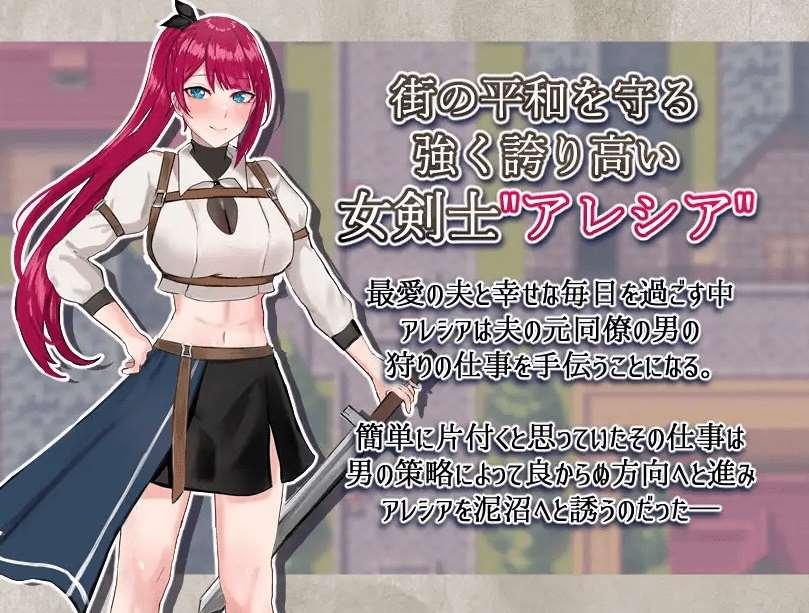 街の平和を守る
強く誇り高い
女剣士"アレシア"
最愛の夫と幸せな毎日を過ごす中
アレシアは夫の元同僚の男の
狩りの仕事を手伝うことになる。
簡単に片付くと思っていたその仕事は
男の策略によって良からぬ方向へと進み
アレシアを泥沼へと誘うのだった―